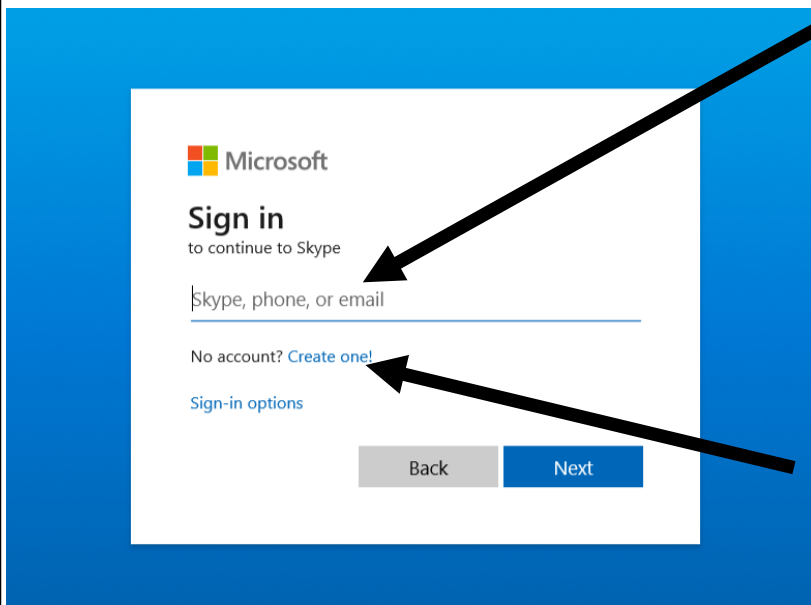 Microsoft
Sign in
to continue to Skype
Skype, phone, or email
No account? Create one!
Sign-in options
Back Next